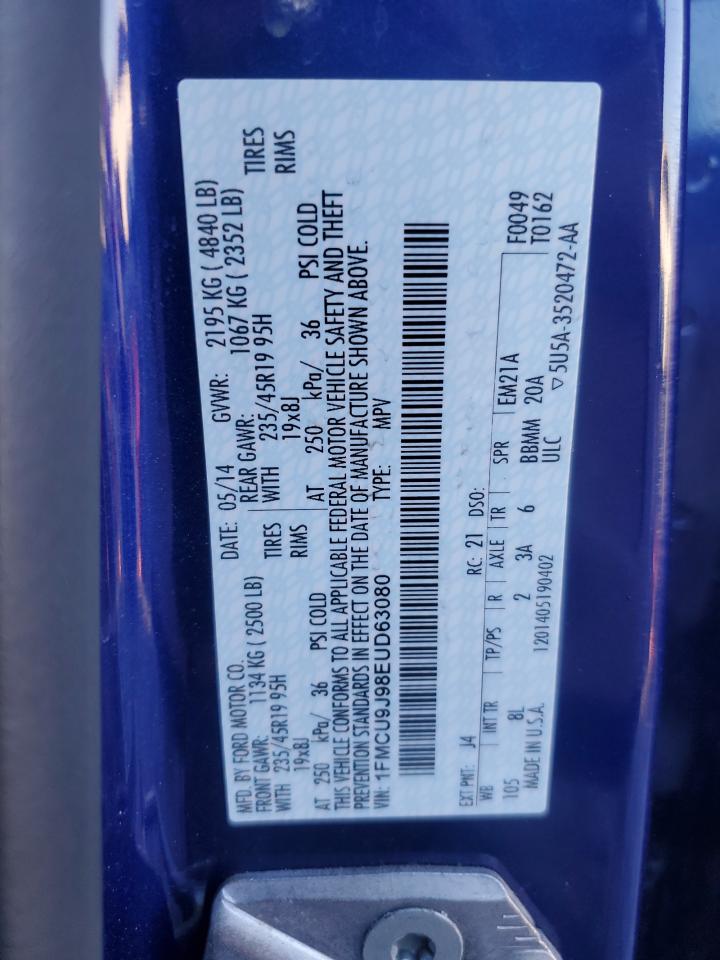 MFD. BY FORD MOTOR CO.
DATE: 05/14 GVWR: 2195 KG ( 4840 LB)
FRONT GAWR: 1134 KG ( 2500 LB) REAR GAWR: 1067 KG ( 2352 LB)
WITH 235/45R19 95H TIRES WITH 235/45R19 95H TIRES
19x8J RIMS 19x8J RIMS
AT 250 kPa/ 36 PSI COLD AT 250 kPa/ 36 PSI COLD
THIS VEHICLE CONFORMS TO ALL APPLICABLE FEDERAL MOTOR VEHICLE SAFETY AND THEFT
PREVENTION STANDARDS IN EFFECT ON THE DATE OF MANUFACTURE SHOWN ABOVE.
VIN: 1FMCU9J98EUD63080 TYPE: MPV
F0049
T0162
EXT PNT: J4 RC: 21 DSO:
WB INT TR TP/PS R AXLE TR SPR EM21A
105 8L 2 3A 6 BBMM 20A
MADE IN U.S.A. 1201405190402 ULC ▽5U5A-3520472-AA